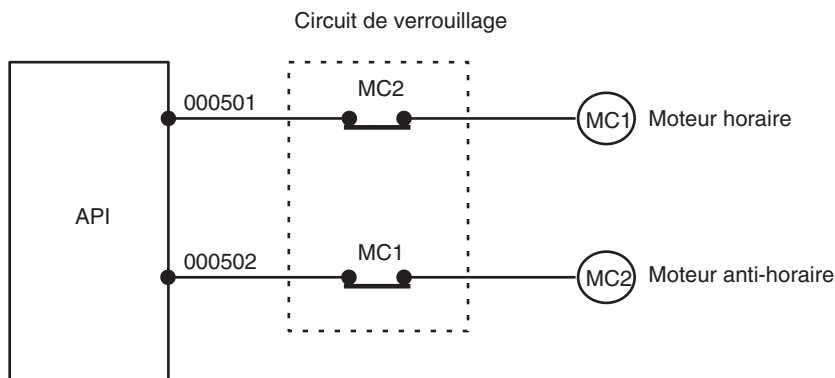 Circuit de verrouillage
000501
MC2
MC1
Moteur horaire
API
000502
MC1
MC2
Moteur anti-horaire